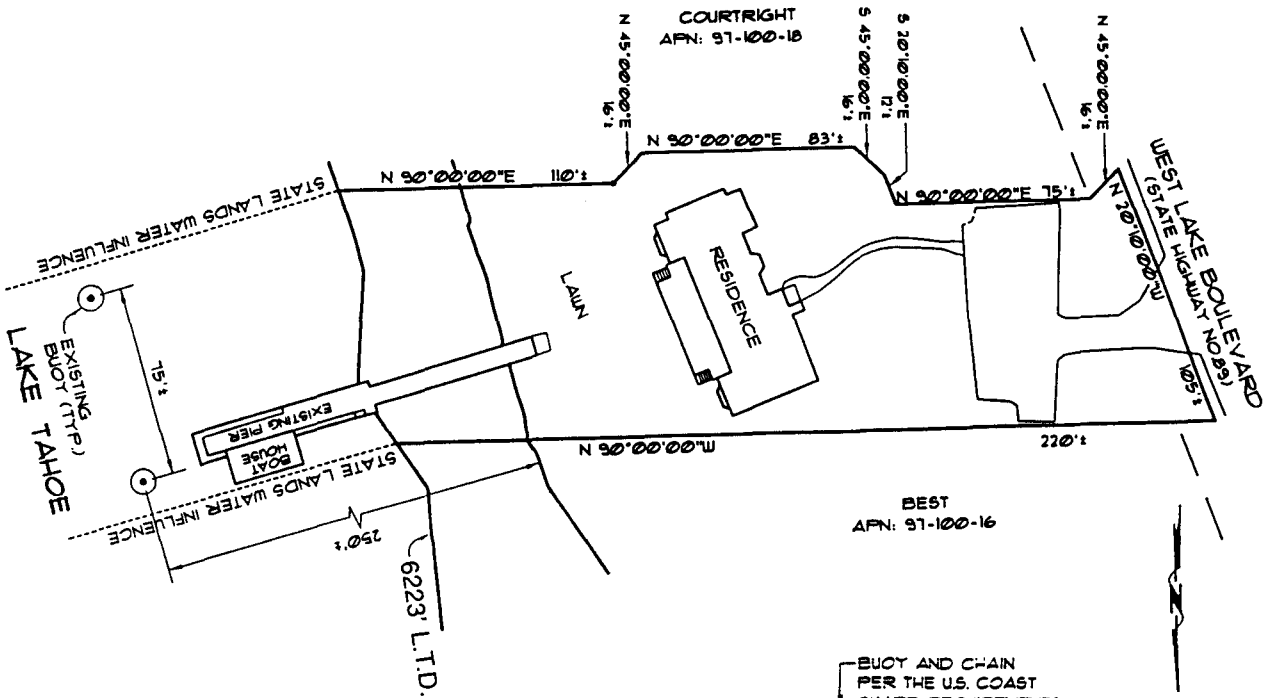 COURTRIGHT
APN: 97-100-18
N 45°00'00"E
16'±
S 45°00'00"E
16'±
S 20°10'00"E
12'±
N 45°00'00"E
16'±
WEST LAKE BOULEVARD
(STATE HIGHWAY NO.89)
N 90°00'00"E 110'±
N 90°00'00"E 83'±
N 90°00'00"E 75'±
N 20°10'00"W
105'±
STATE LANDS WATER INFLUENCE
LAWN
RESIDENCE
EXISTING
BUOY (TYP.)
75'±
LAKE TAHOE
EXISTING PIER
BOAT
HOUSE
STATE LANDS WATER INFLUENCE
N 90°00'00"W
220'±
250'±
6223' L.T.D.
BEST
APN: 97-100-16
N
BUOY AND CHAIN
PER THE U.S. COAST